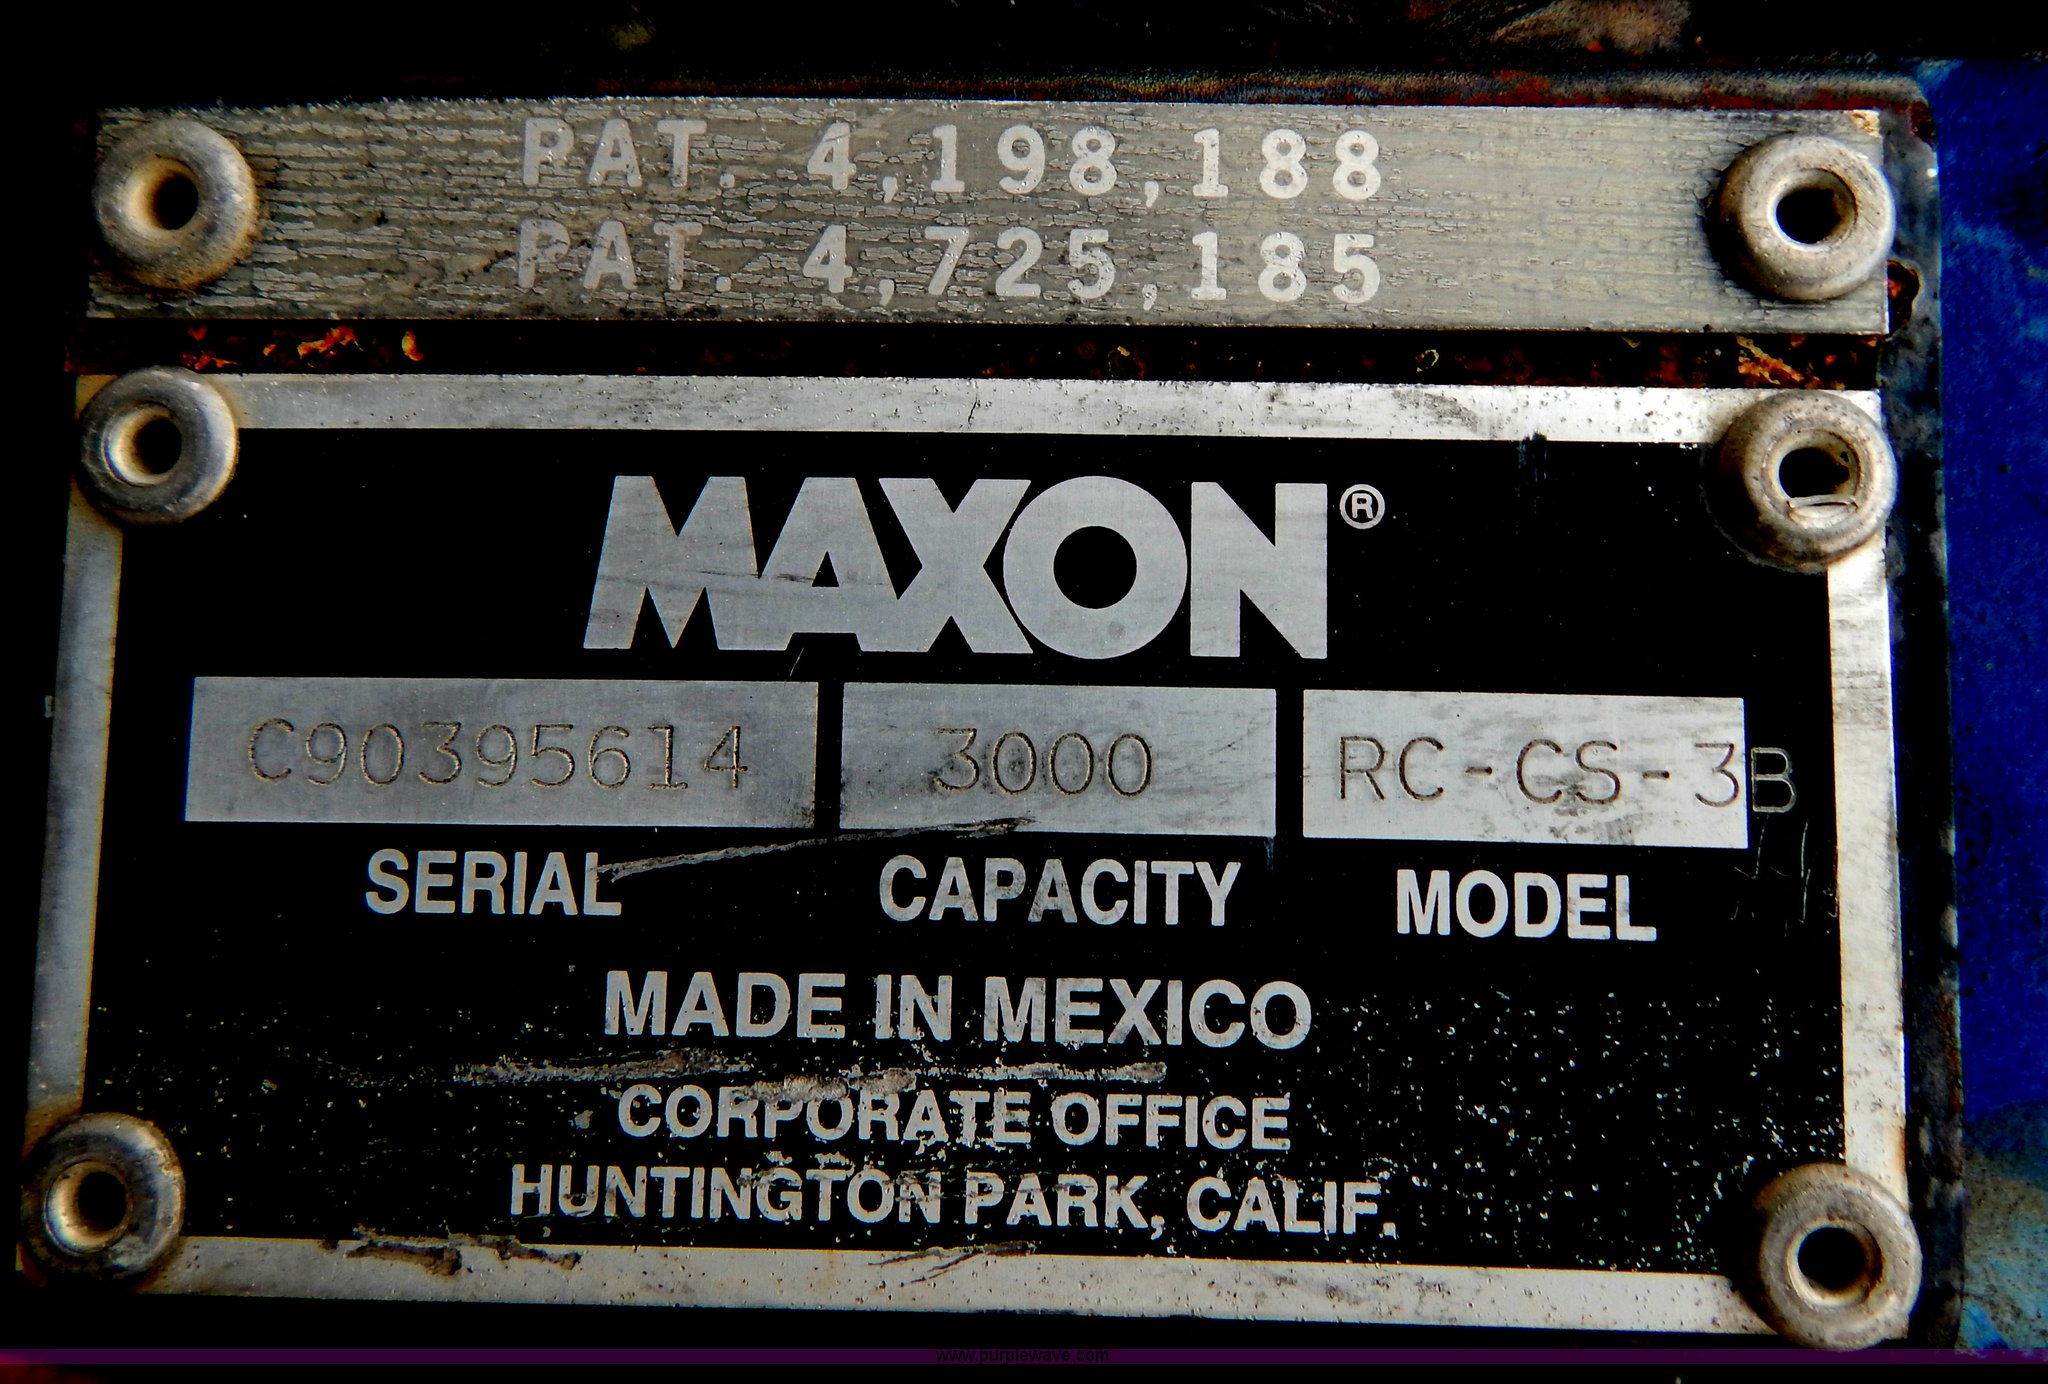 PAT. 4,198,188
PAT. 4,725,185
MAXON®
C90395614 3000 RC-CS-3B
SERIAL CAPACITY MODEL
MADE IN MEXICO
CORPORATE OFFICE
HUNTINGTON PARK, CALIF.
www.purplewave.com